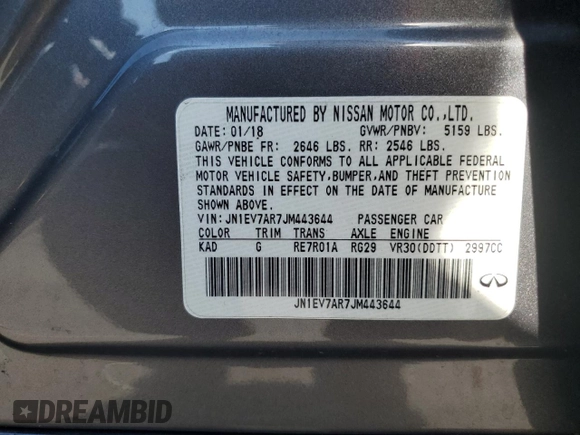 MANUFACTURED BY NISSAN MOTOR CO.,LTD.
DATE: 01/18 GVWR/PNBV: 5159 LBS.
GAWR/PNBE FR: 2646 LBS. RR: 2546 LBS.
THIS VEHICLE CONFORMS TO ALL APPLICABLE FEDERAL
MOTOR VEHICLE SAFETY,BUMPER,AND THEFT PREVENTION
STANDARDS IN EFFECT ON THE DATE OF MANUFACTURE
SHOWN ABOVE.
VIN: JN1EV7AR7JM443644 PASSENGER CAR
COLOR TRIM TRANS AXLE ENGINE
KAD G RE7R01A RG29 VR30(DDTT) 2997CC
JN1EV7AR7JM443644
DREAMBID